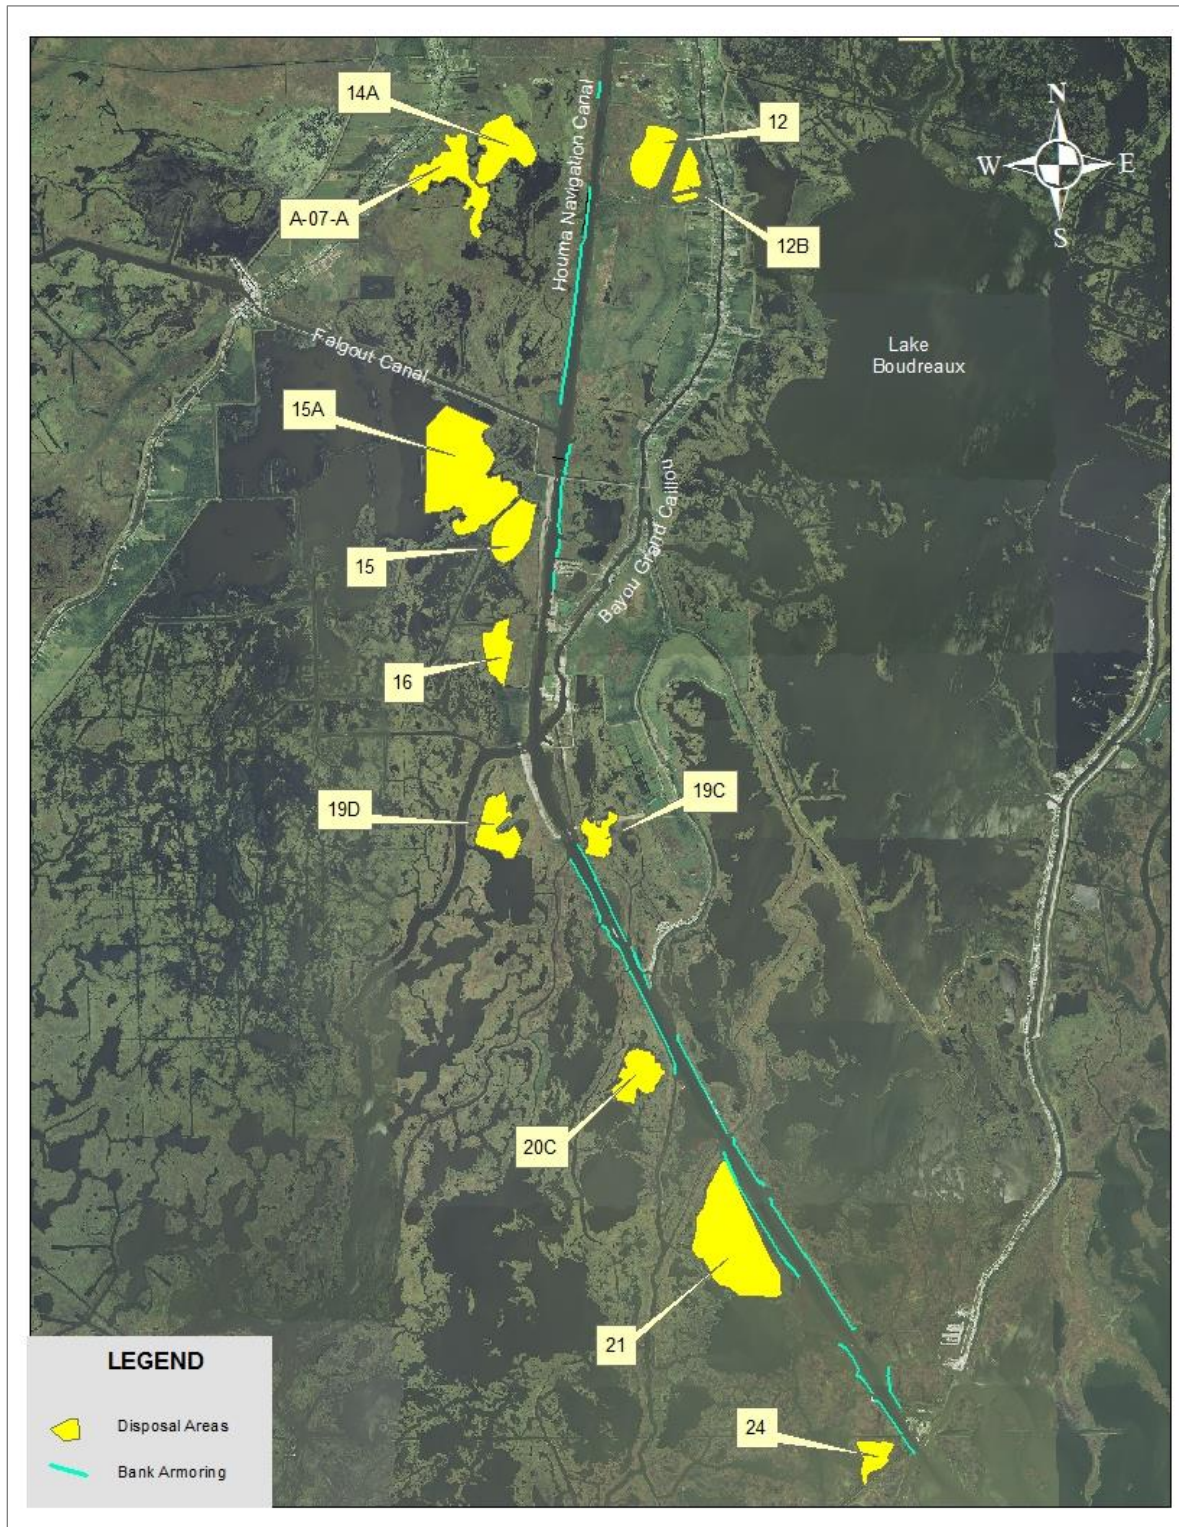 14A
12
N
W
E
S
A-07-A
12B
Houma Navigation Canal
Falgout Canal
Lake
Boudreaux
15A
Bayou Grand Caillou
15
16
19D
19C
20C
21
24
LEGEND
Disposal Areas
Bank Armoring